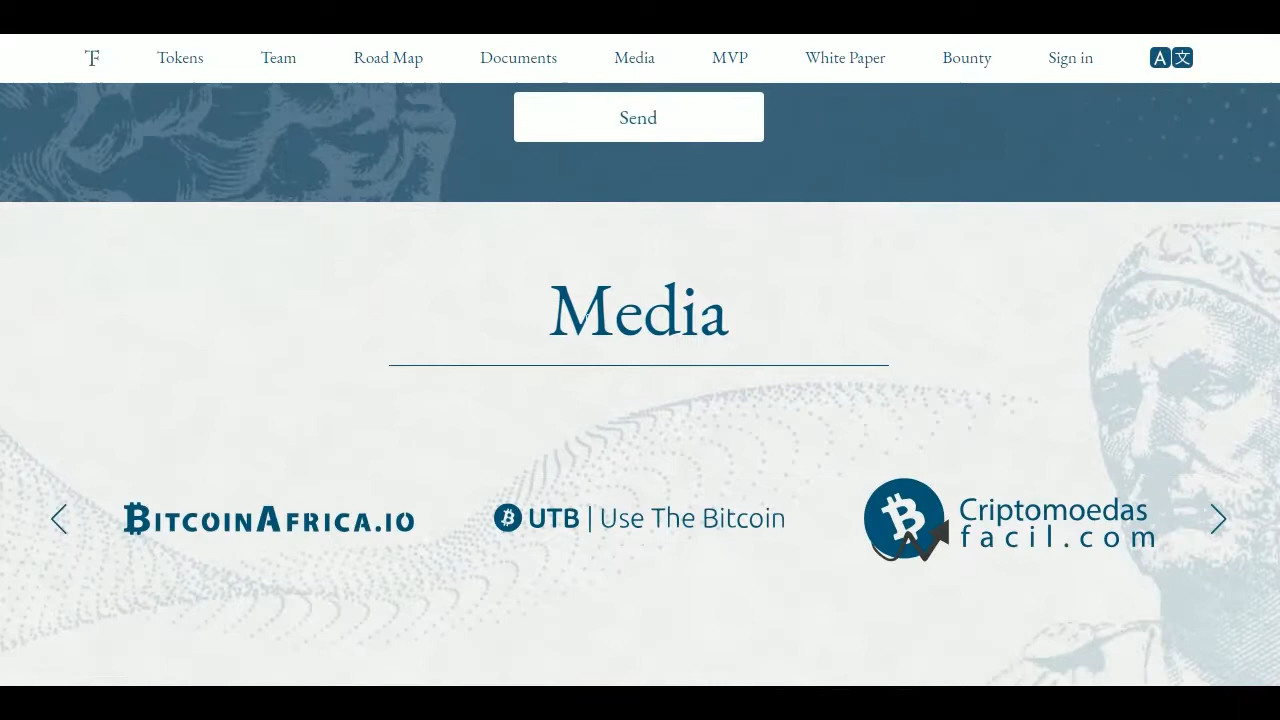 TF Tokens Team Road Map Documents Media MVP White Paper Bounty Sign in A文
Send
Media
BITCOINAFRICA.IO
UTB | Use The Bitcoin
Criptomoedas
facil.com